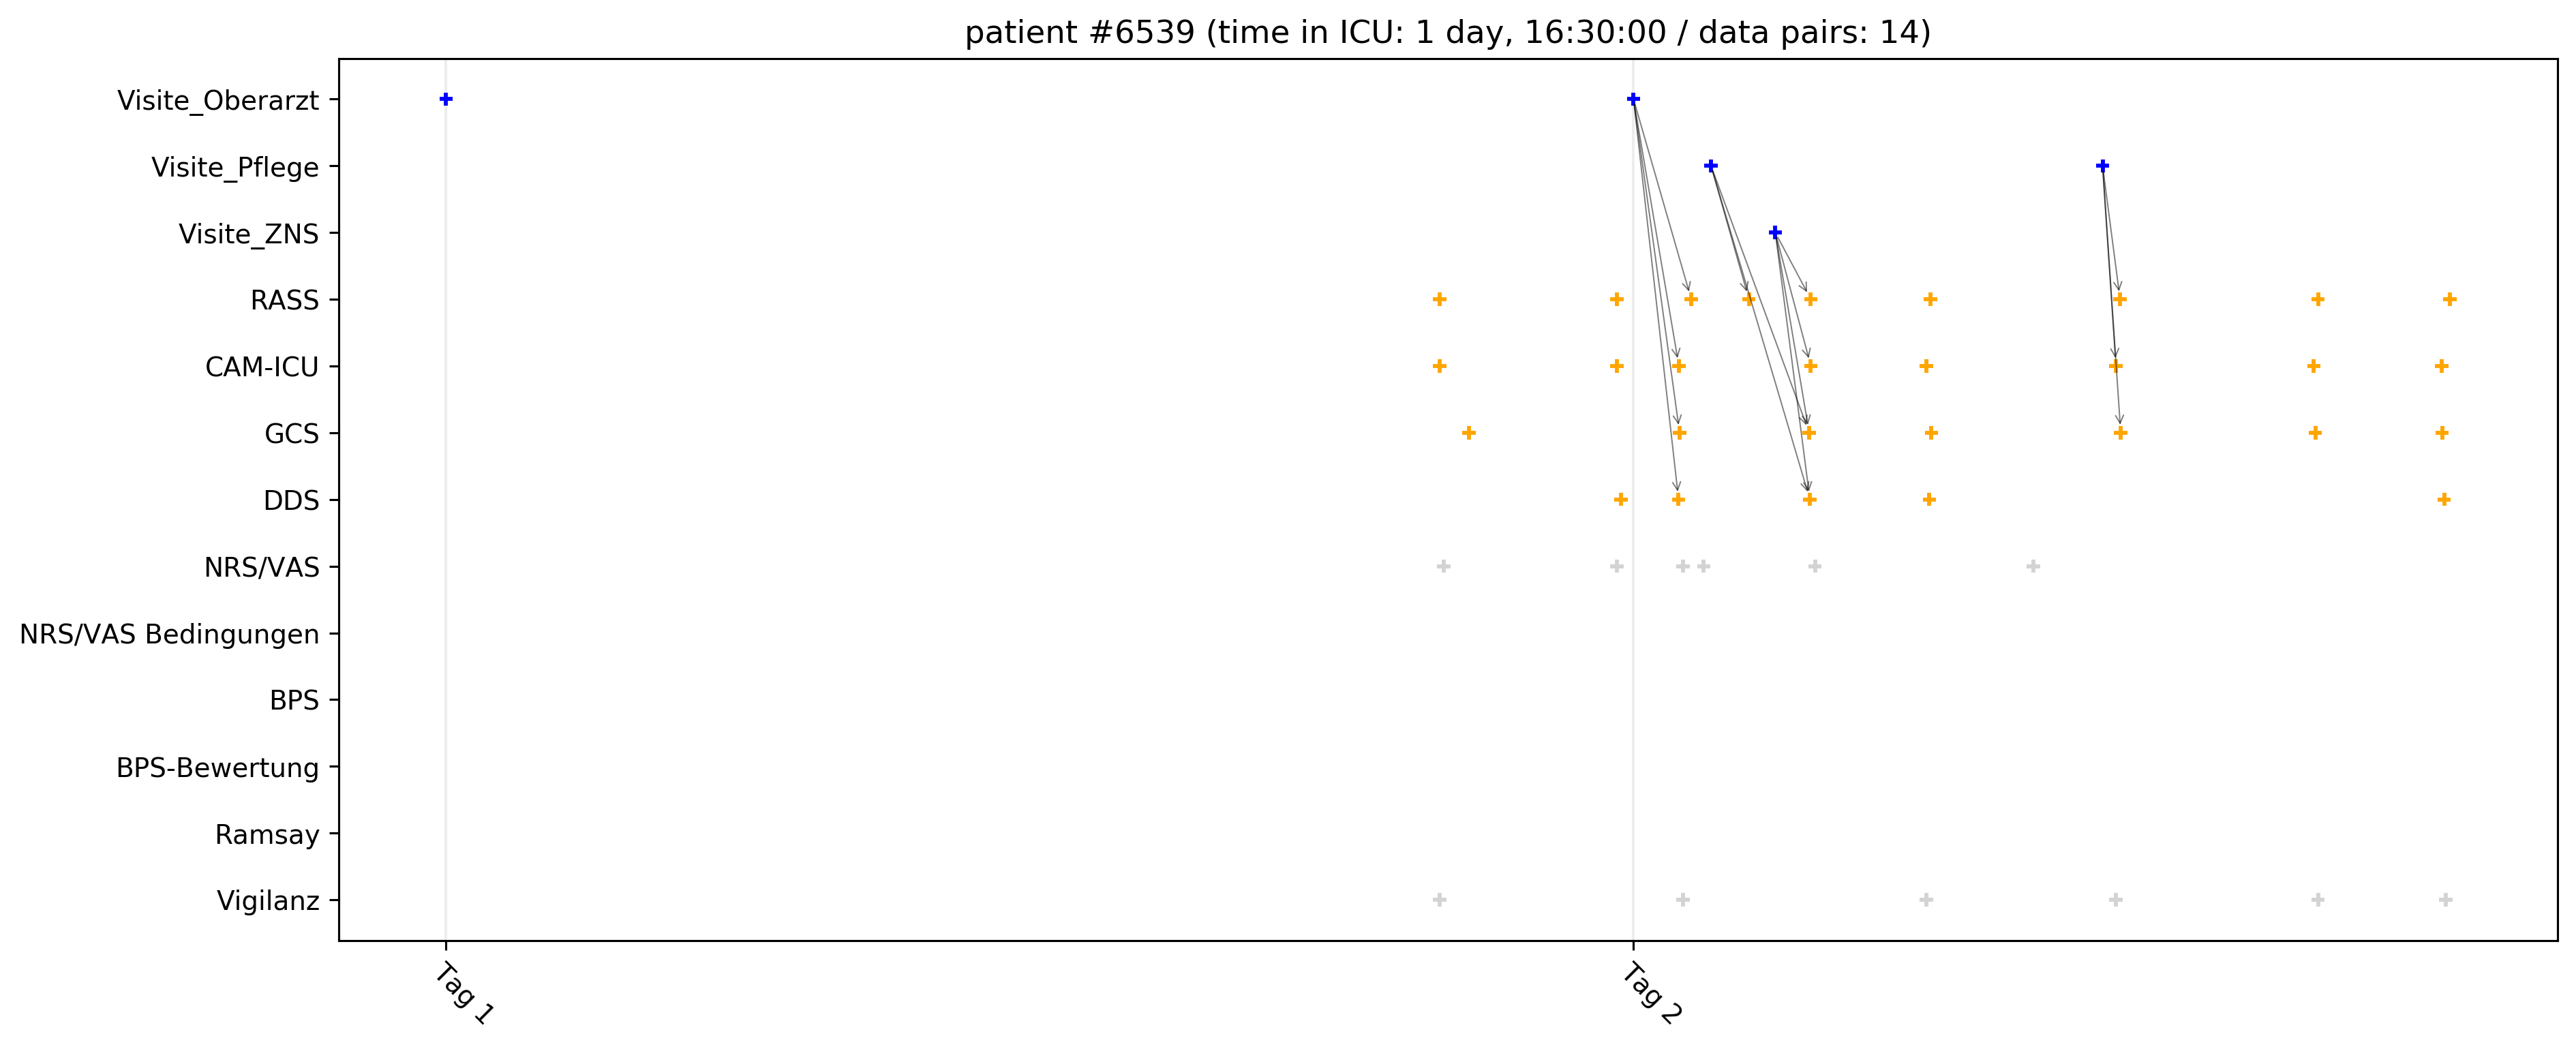 patient #6539 (time in ICU: 1 day, 16:30:00 / data pairs: 14)
Visite_Oberarzt
Visite_Pflege
Visite_ZNS
RASS
CAM-ICU
GCS
DDS
NRS/VAS
NRS/VAS Bedingungen
BPS
BPS-Bewertung
Ramsay
Vigilanz
Tag 1
Tag 2